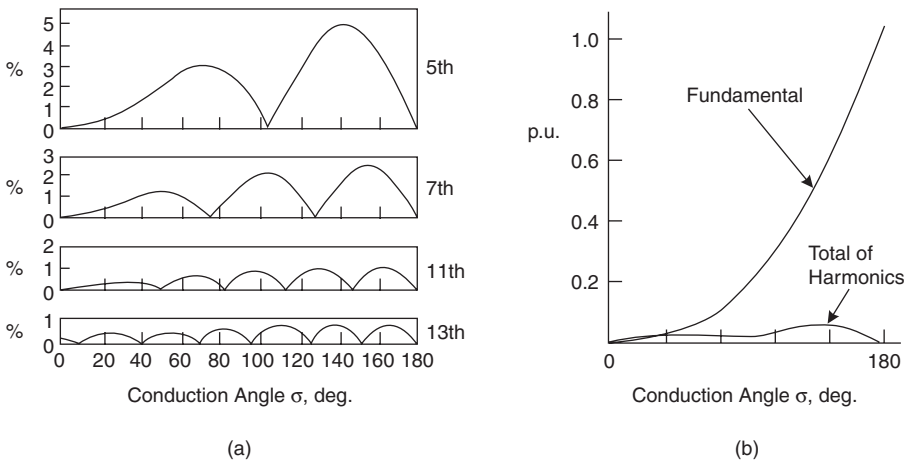 5
4
3
2
1
0
%
5th
3
2
1
0
%
7th
2
1
0
%
11th
1
0
%
13th
0 20 40 60 80 100 120 140 160 180
Conduction Angle σ, deg.
(a)
1.0
0.8
0.6
0.4
0.2
p.u.
Fundamental
Total of
Harmonics
0 180
Conduction Angle σ, deg.
(b)